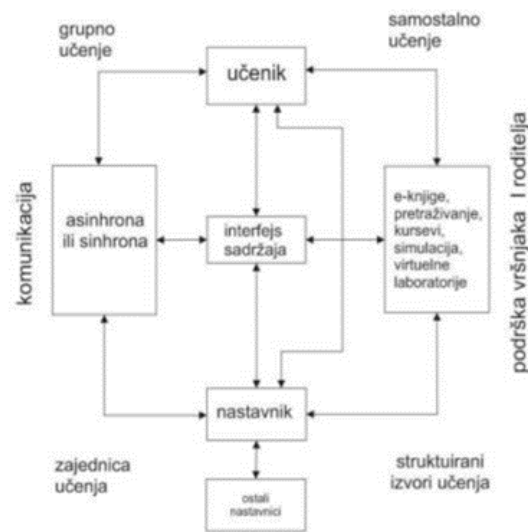 grupno
učenje
samostalno
učenje
učenik
komunikacija
asinhrona
ili sinhrona
interfejs
sadržaja
e-knjige,
pretraživanje,
kursevi,
simulacija,
virtuelne
laboratorije
podrška vršnjaka I roditelja
nastavnik
zajednica
učenja
struktuirani
izvori učenja
ostali
nastavnici